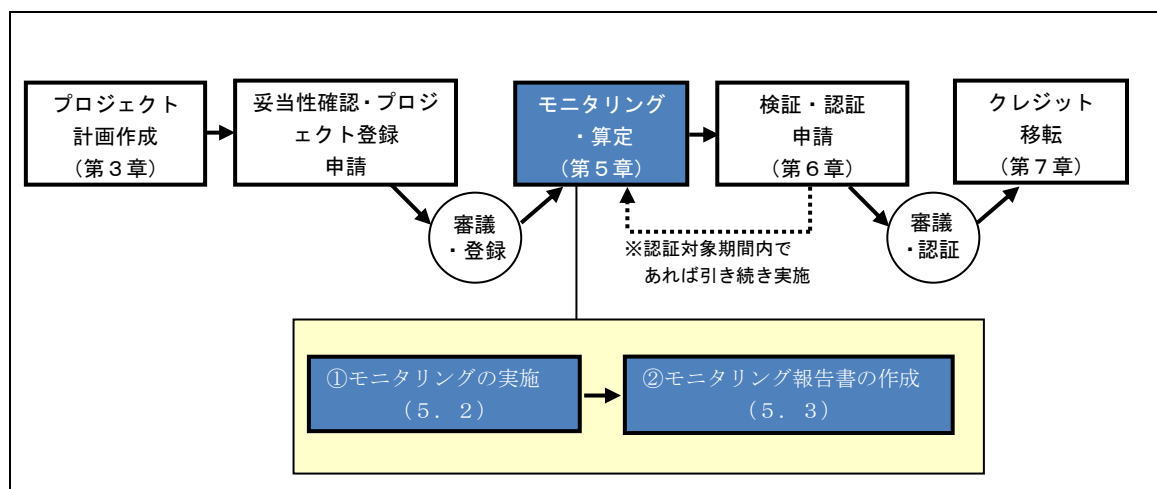 プロジェクト
計画作成
（第３章）
妥当性確認・プロジ
ェクト登録
申請
審議
・登録
モニタリング
・算定
（第５章）
検証・認証
申請
（第６章）
※認証対象期間内で
あれば引き続き実施
審議
・認証
クレジット
移転
（第７章）
①モニタリングの実施
（５．２）
②モニタリング報告書の作成
（５．３）